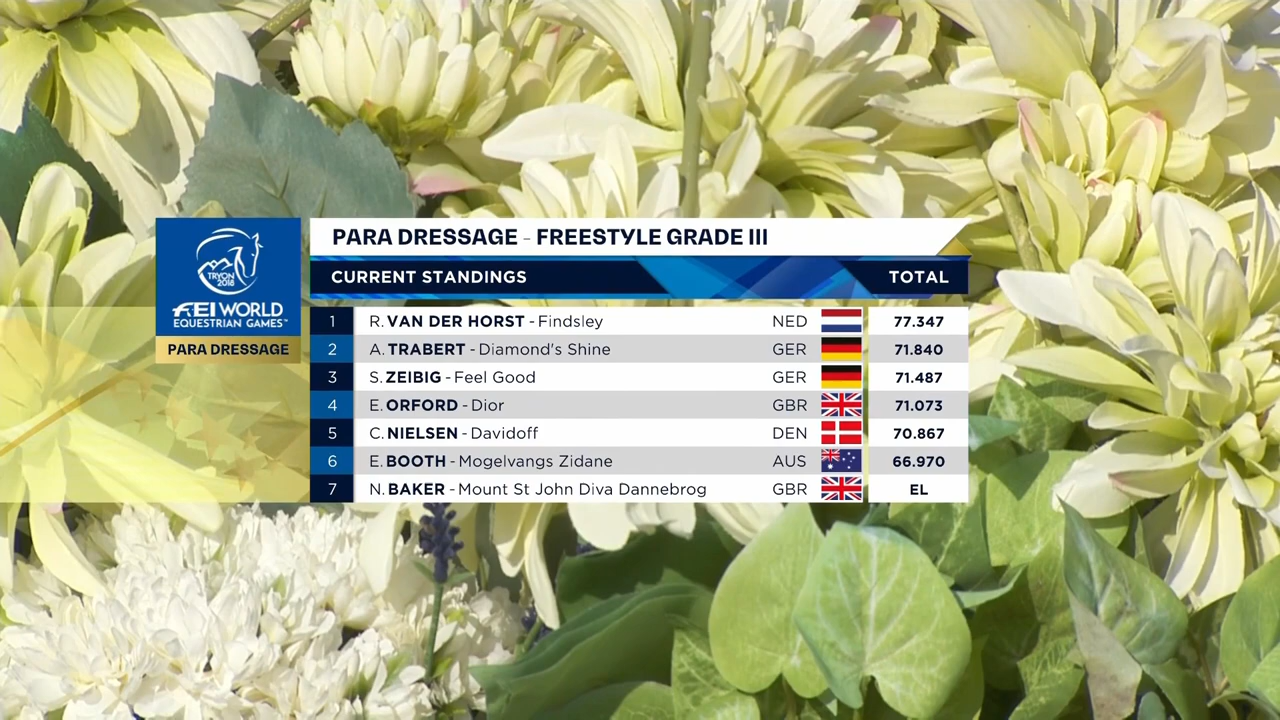 PARA DRESSAGE - FREESTYLE GRADE III
CURRENT STANDINGS TOTAL
TRYON
2018
FEI WORLD
EQUESTRIAN GAMES™
PARA DRESSAGE
1 R. VAN DER HORST - Findsley NED 77.347
2 A. TRABERT - Diamond's Shine GER 71.840
3 S. ZEIBIG - Feel Good GER 71.487
4 E. ORFORD - Dior GBR 71.073
5 C. NIELSEN - Davidoff DEN 70.867
6 E. BOOTH - Mogelvangs Zidane AUS 66.970
7 N. BAKER - Mount St John Diva Dannebrog GBR EL